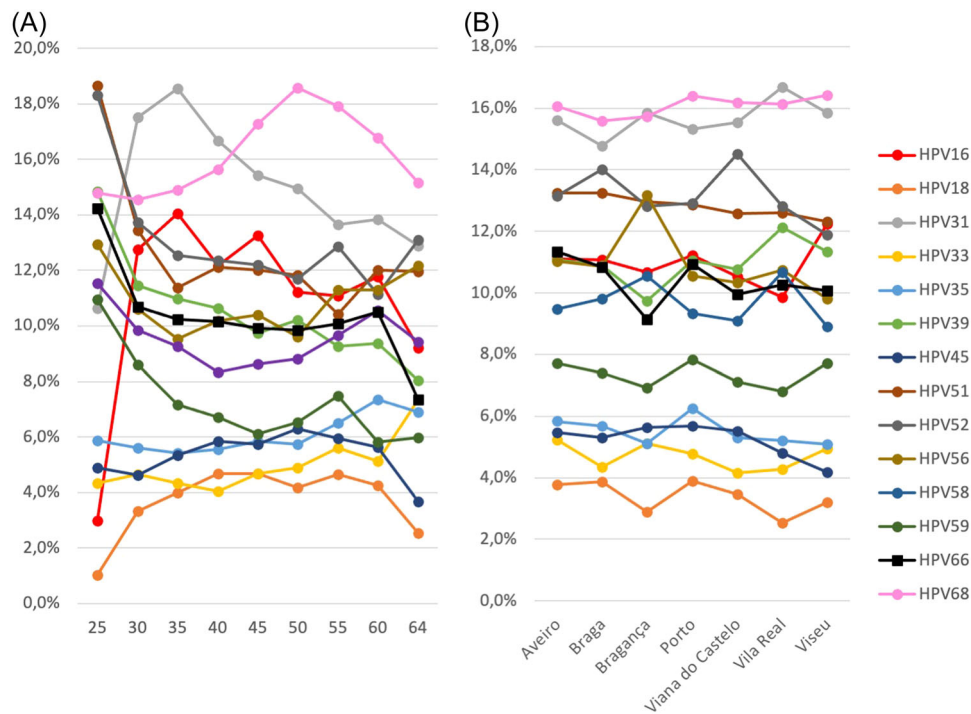 (A)
20,0%
18,0%
16,0%
14,0%
12,0%
10,0%
8,0%
6,0%
4,0%
2,0%
0,0%
25 30 35 40 45 50 55 60 64
(B)
18,0%
16,0%
14,0%
12,0%
10,0%
8,0%
6,0%
4,0%
2,0%
0,0%
Aveiro
Braga
Bragança
Porto
Viana do Castelo
Vila Real
Viseu
HPV16
HPV18
HPV31
HPV33
HPV35
HPV39
HPV45
HPV51
HPV52
HPV56
HPV58
HPV59
HPV66
HPV68